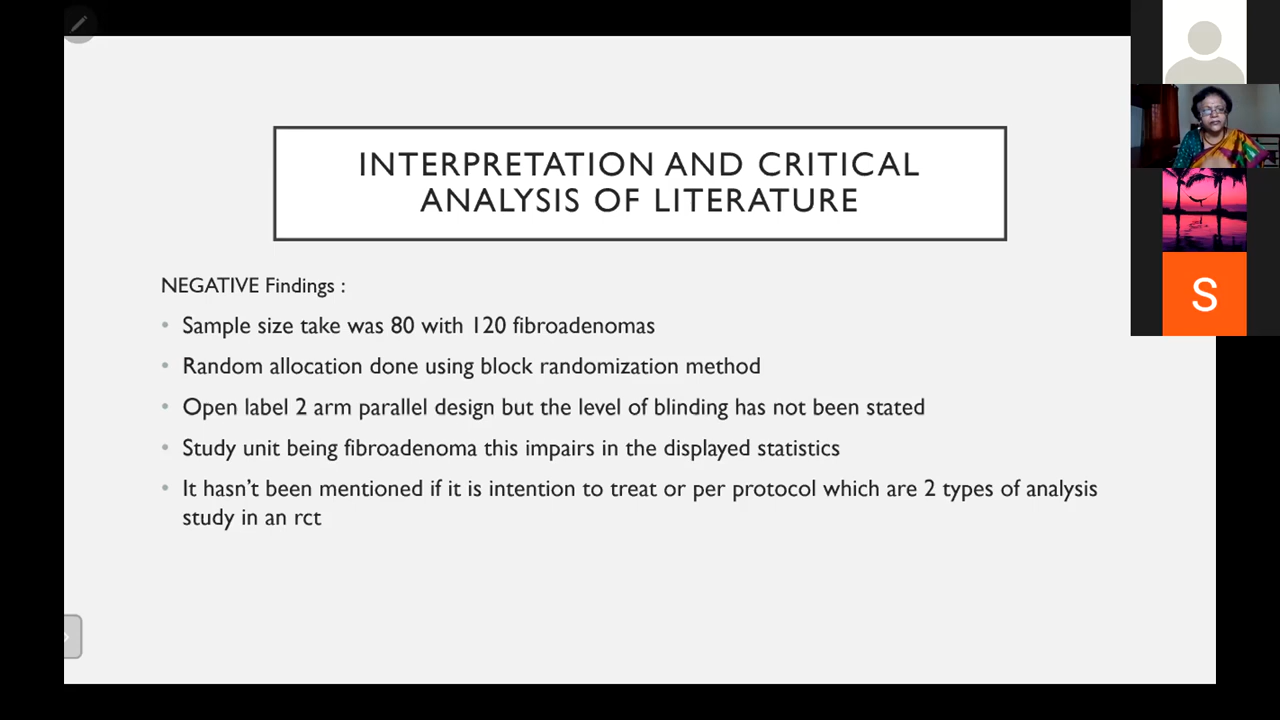 INTERPRETATION AND CRITICAL
ANALYSIS OF LITERATURE
NEGATIVE Findings :
• Sample size take was 80 with 120 fibroadenomas
• Random allocation done using block randomization method
• Open label 2 arm parallel design but the level of blinding has not been stated
• Study unit being fibroadenoma this impairs in the displayed statistics
• It hasn't been mentioned if it is intention to treat or per protocol which are 2 types of analysis
study in an rct
S